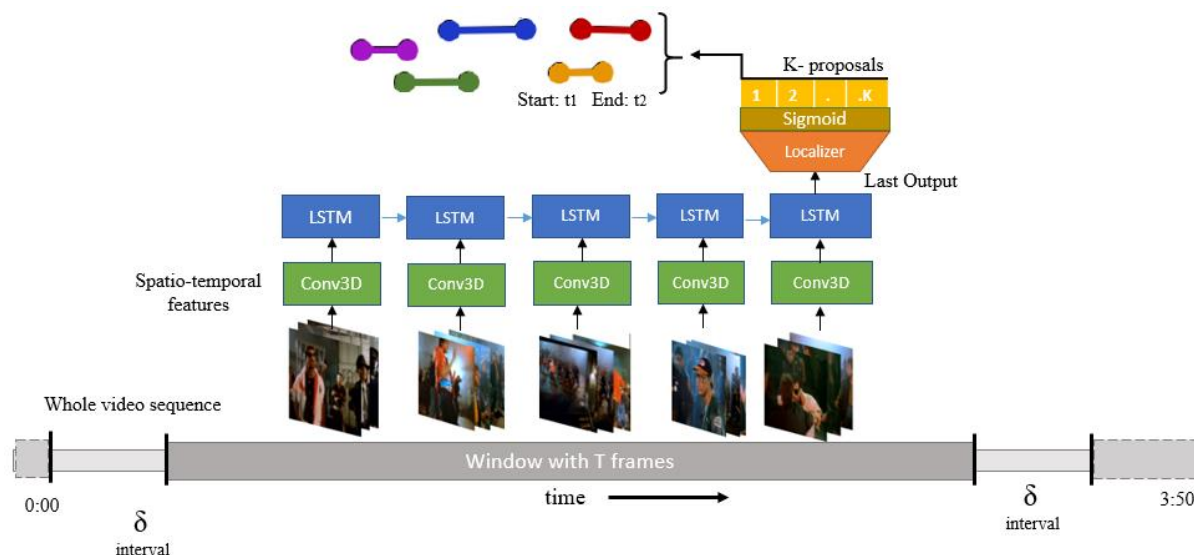 K- proposals
1 2 . .K
Start: t1 End: t2
Sigmoid
Localizer
Last Output
LSTM LSTM LSTM LSTM LSTM
Spatio-temporal
features
Conv3D Conv3D Conv3D Conv3D Conv3D
Whole video sequence
Window with T frames
0:00
time
3:50
δ
interval
δ
interval